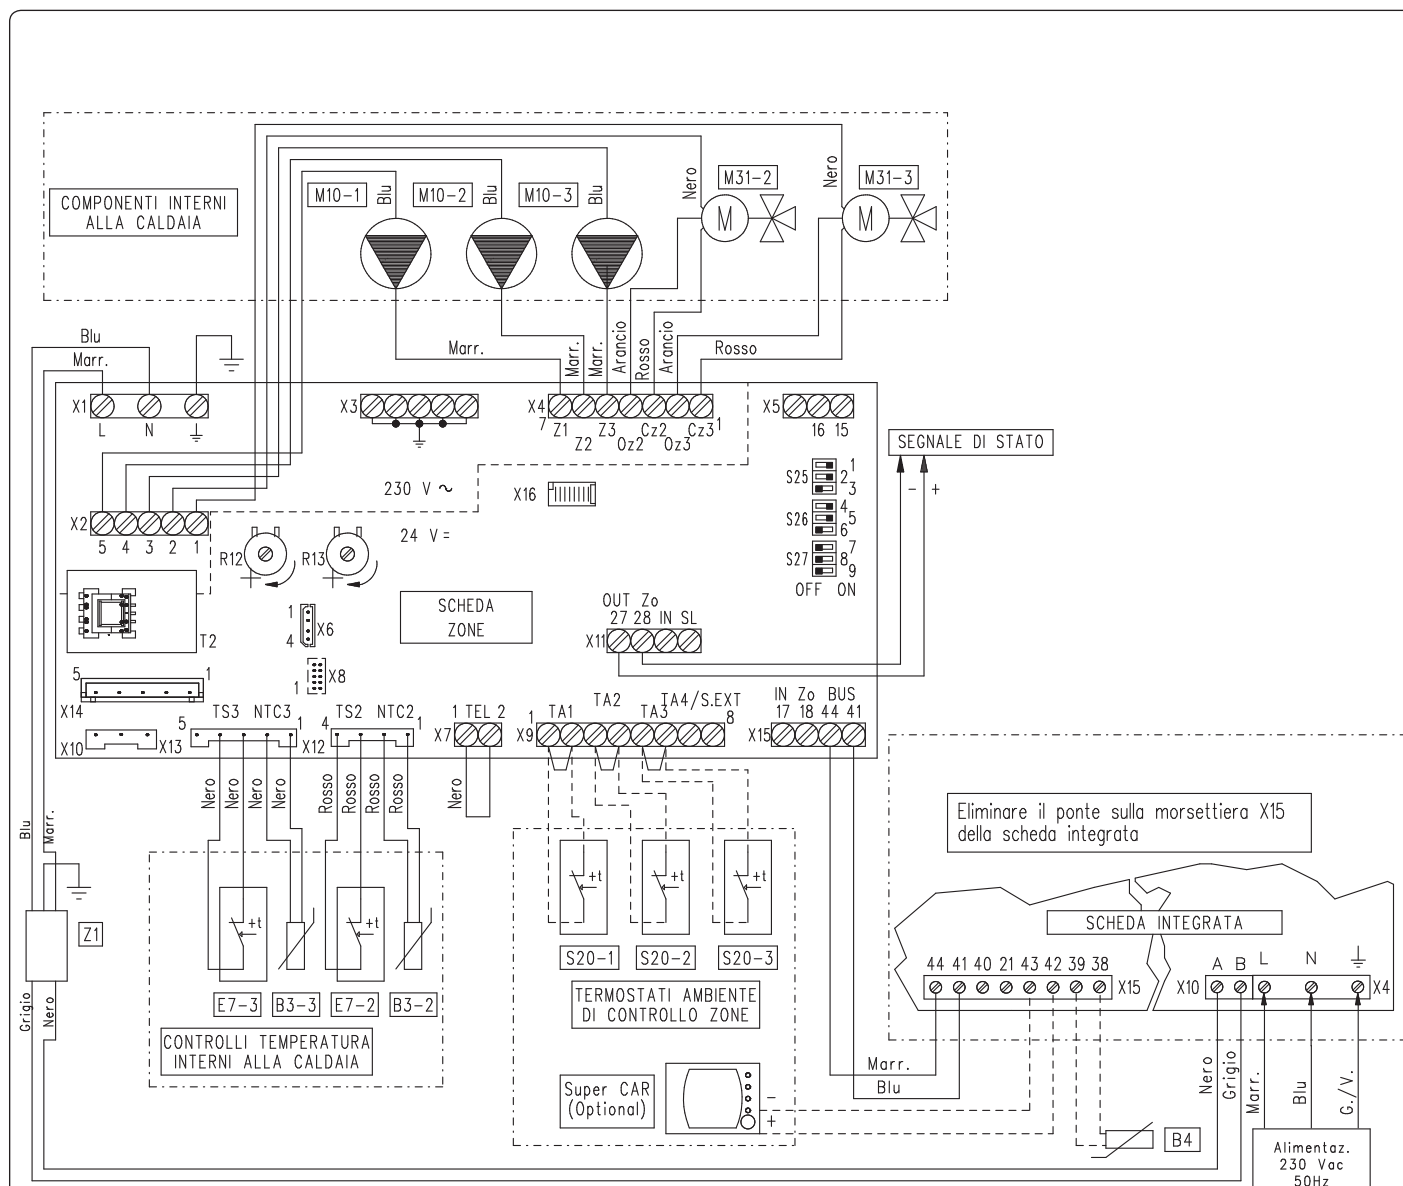 COMPONENTI INTERNI
ALLA CALDAIA
M10-1
Blu
M10-2
Blu
M10-3
Blu
Nero
M31-2
Nero
M31-3
M
M
Blu
Marr.
Marr.
Marr.
Marr.
Arancio
Rosso
Arancio
Rosso
X1
L
N
X3
X4
7
Z1
Z2
Z3
Oz2
Cz2
Oz3
Cz3
1
X5
16
15
SEGNALE DI STATO
-
+
S25
1
2
3
S26
4
5
6
S27
7
8
9
OFF
ON
230 V ~
24 V =
X16
X2
5
4
3
2
1
R12
+
R13
+
SCHEDA
ZONE
T2
1
4
X6
1
X8
OUT Zo
27 28 IN SL
X11
5
1
X14
X10
X13
5
TS3 NTC3
1
X12
4
TS2 NTC2
1
1 TEL 2
X7
1
X9
TA1
TA2
TA3
TA4/S.EXT
8
IN Zo BUS
17 18 44 41
X15
Nero
Nero
Nero
Nero
Rosso
Rosso
Rosso
Rosso
Nero
Blu
Marr.
Z1
Grigio
Nero
+t
+t
E7-3
B3-3
E7-2
B3-2
CONTROLLI TEMPERATURA
INTERNI ALLA CALDAIA
+t
+t
+t
S20-1
S20-2
S20-3
TERMOSTATI AMBIENTE
DI CONTROLLO ZONE
Super CAR
(Optional)
-
+
Eliminare il ponte sulla morsettiera X15
della scheda integrata
SCHEDA INTEGRATA
44 41 40 21 43 42 39 38
X15
X10
A B
L
N
X4
Marr.
Blu
B4
Nero
Grigio
Marr.
Blu
G./V.
Alimentaz.
230 Vac
50Hz